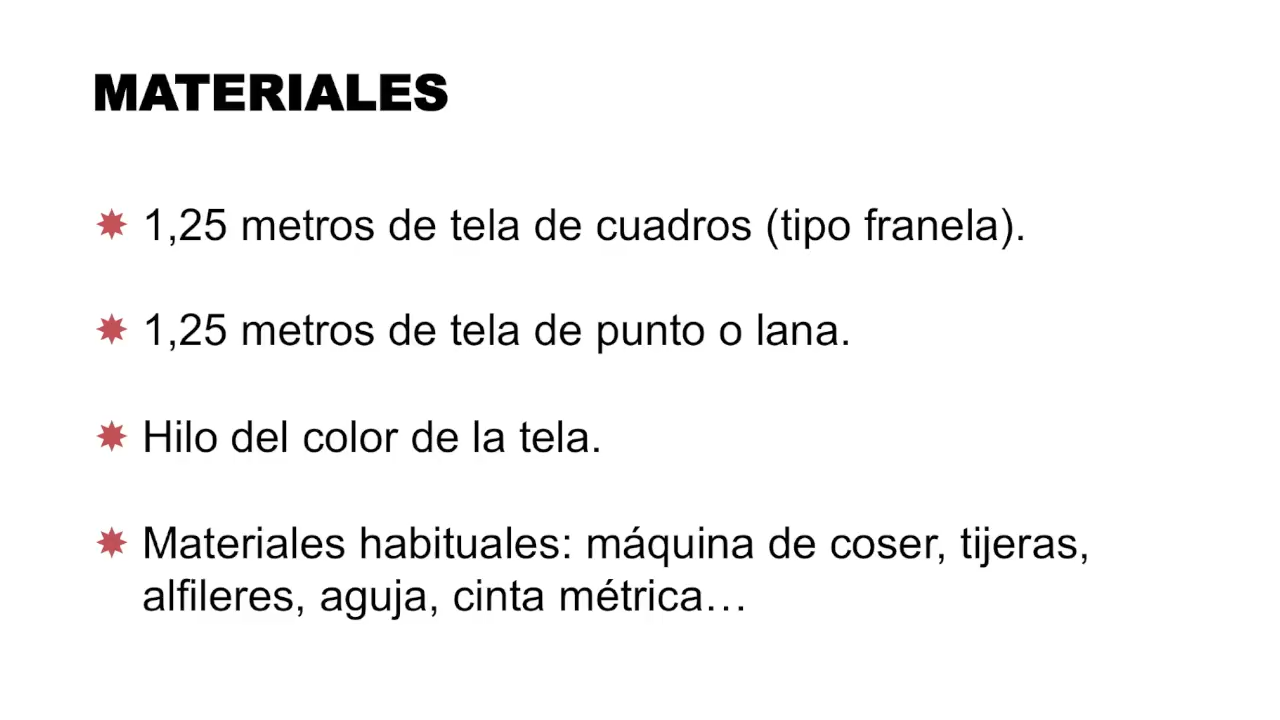 MATERIALES
1,25 metros de tela de cuadros (tipo franela).
1,25 metros de tela de punto o lana.
Hilo del color de la tela.
Materiales habituales: máquina de coser, tijeras,
alfileres, aguja, cinta métrica…